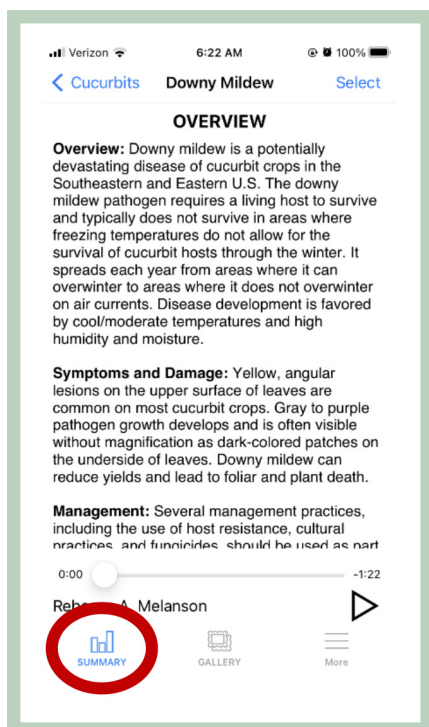 Verizon 6:22 AM 100%
Cucurbits Downy Mildew Select
OVERVIEW
Overview: Downy mildew is a potentially
devastating disease of cucurbit crops in the
Southeastern and Eastern U.S. The downy
mildew pathogen requires a living host to survive
and typically does not survive in areas where
freezing temperatures do not allow for the
survival of cucurbit hosts through the winter. It
spreads each year from areas where it can
overwinter to areas where it does not overwinter
on air currents. Disease development is favored
by cool/moderate temperatures and high
humidity and moisture.
Symptoms and Damage: Yellow, angular
lesions on the upper surface of leaves are
common on most cucurbit crops. Gray to purple
pathogen growth develops and is often visible
without magnification as dark-colored patches on
the underside of leaves. Downy mildew can
reduce yields and lead to foliar and plant death.
Management: Several management practices,
including the use of host resistance, cultural
practices, and fungicides, should be used as part
0:00 -1:22
A. Melanson
SUMMARY GALLERY More